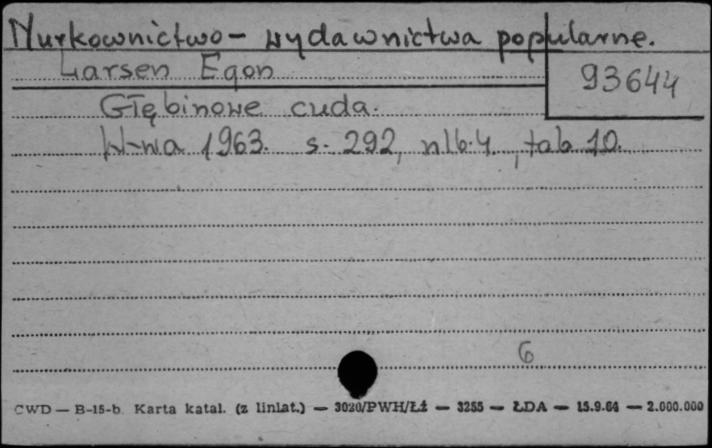 Nurkownictwo - wydawnictwa popularne.
Larsen Egon
93644
Głębinowe cuda.
W-wa 1963. s. 292, nlb. 4, tab 10.
6
CWD — B-15-b. Karta katal. (z liniat.) — 3020/PWH/Łż — 3255 — ŁDA — 15.9.64 — 2.000.000